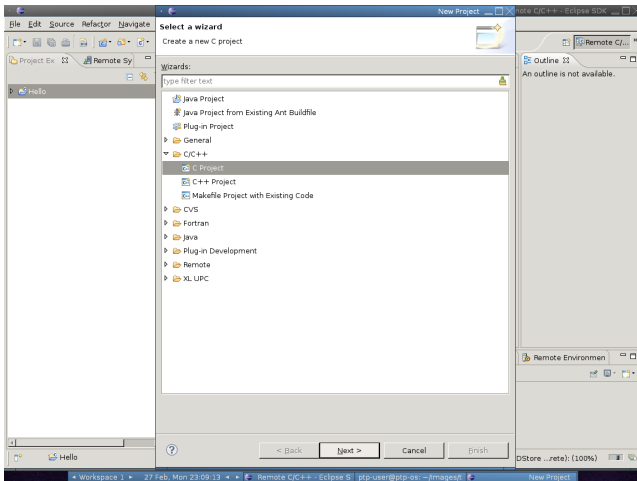 New Project
note C/C++ - Eclipse SDK
File Edit Source Refactor Navigate
Select a wizard
Create a new C project
Remote C/...
Project Ex
Remote Sy
Outline
An outline is not available.
Hello
Wizards:
type filter text
Java Project
Java Project from Existing Ant Buildfile
Plug-in Project
General
C/C++
C Project
C++ Project
Makefile Project with Existing Code
CVS
Fortran
Java
Plug-in Development
Remote
XL UPC
Remote Environmen
< Back
Next >
Cancel
Finish
Hello
DStore ...rete): (100%)
Workspace 1
27 Feb, Mon 23:09:13
Remote C/C++ - Eclipse S
ptp-user@ptp-os: ~/images/t
New Project